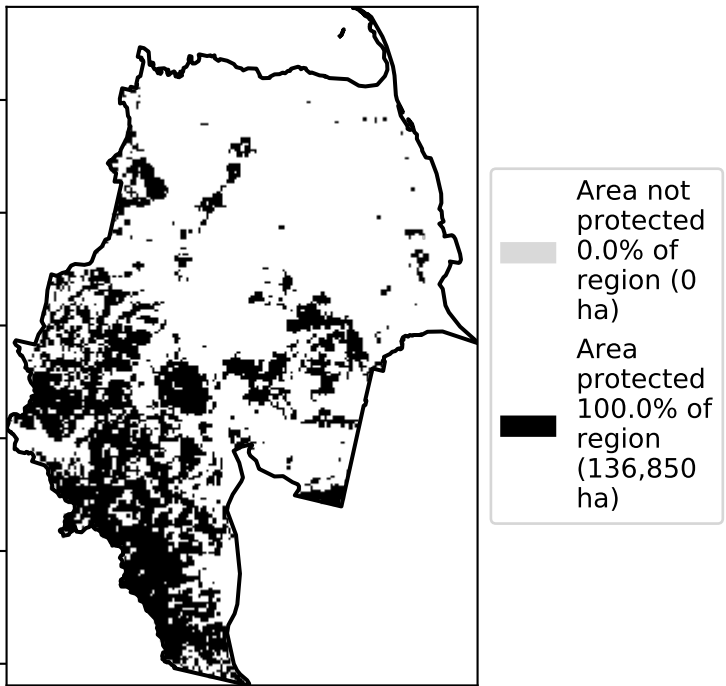 Area not
protected
0.0% of
region (0
ha)
Area
protected
100.0% of
region
(136,850
ha)